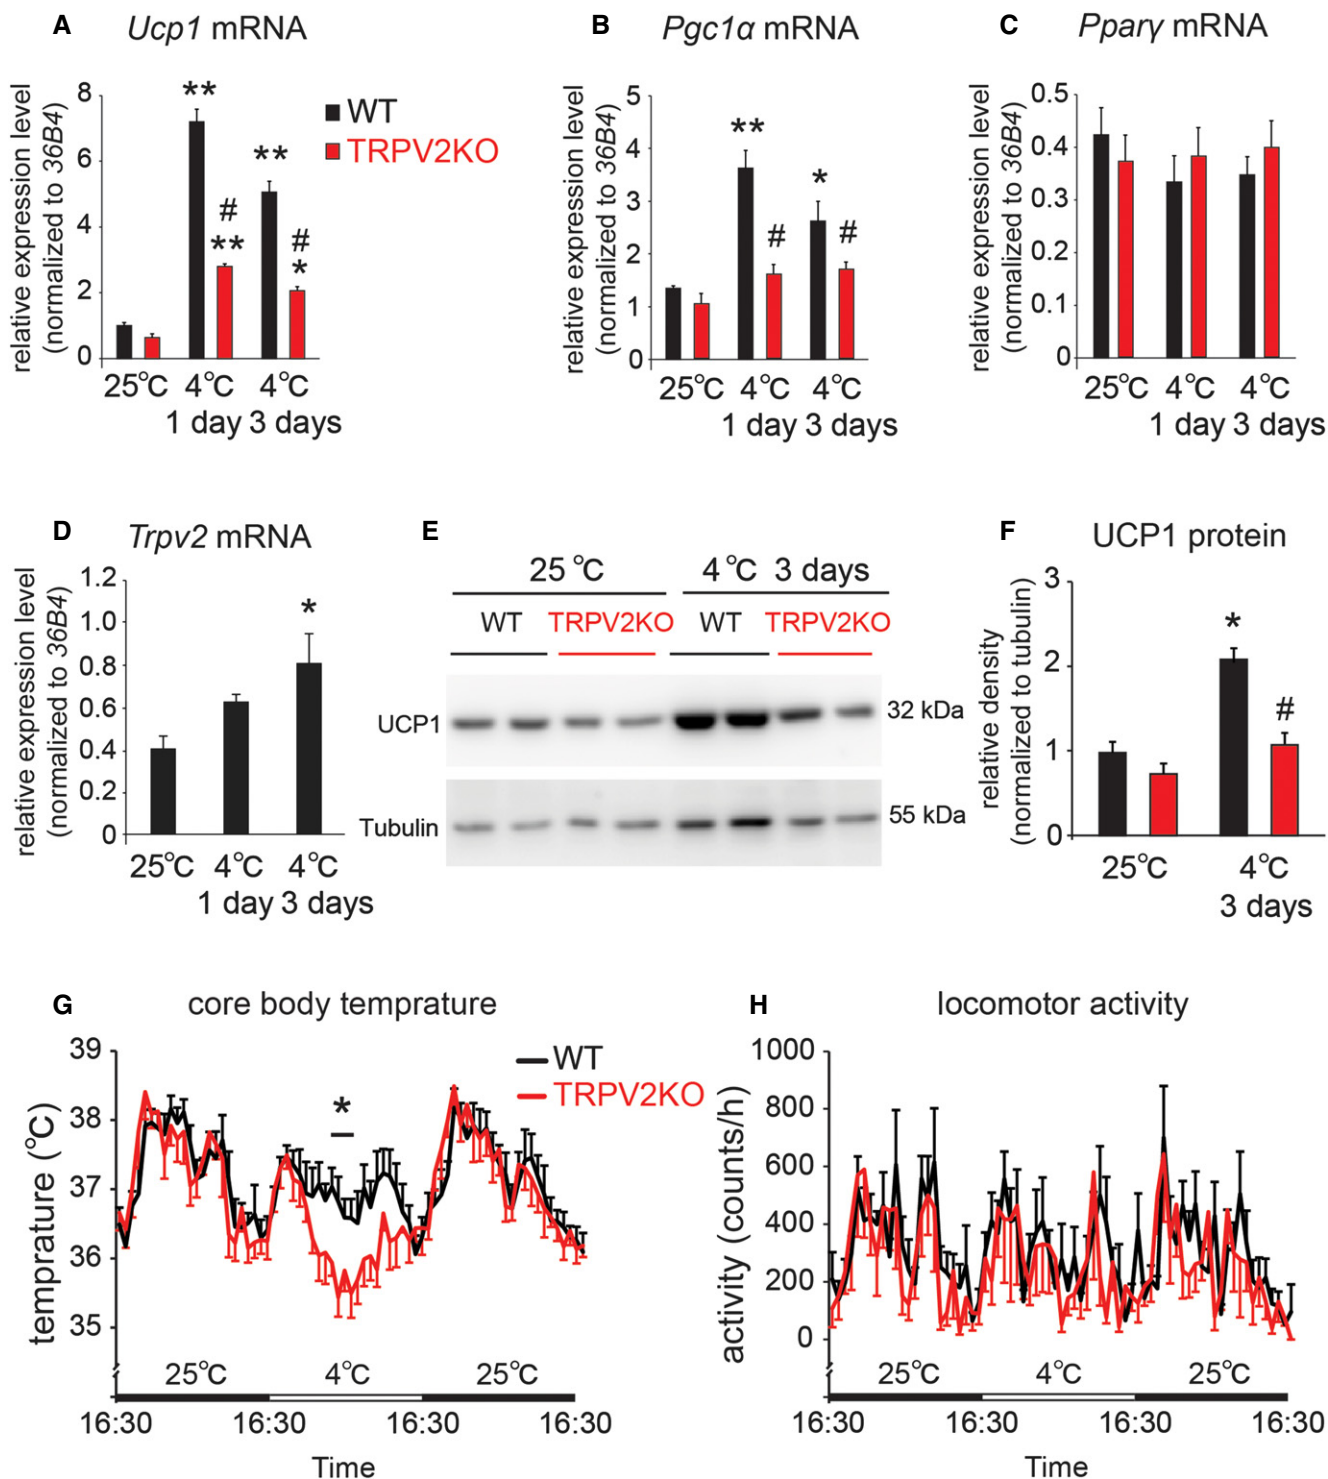 A
Ucp1 mRNA
relative expression level
(normalized to 36B4)
8
6
4
2
0
**
**
#
**
#
*
WT
TRPV2KO
25°C 4°C 4°C
1 day 3 days
B
Pgc1α mRNA
relative expression level
(normalized to 36B4)
5
4
3
2
1
0
**
*
#
#
25°C 4°C 4°C
1 day 3 days
C
Pparγ mRNA
relative expression level
(normalized to 36B4)
0.5
0.4
0.3
0.2
0.1
0
25°C 4°C 4°C
1 day 3 days
D
Trpv2 mRNA
relative expression level
(normalized to 36B4)
1.2
1.0
0.8
0.6
0.4
0.2
0
*
25°C 4°C 4°C
1 day 3 days
E
25 °C 4 °C 3 days
WT TRPV2KO WT TRPV2KO
UCP1 32 kDa
Tubulin 55 kDa
F
UCP1 protein
relative density
(normalized to tubulin)
3
2
1
0
*
#
25°C 4°C
3 days
G
core body temprature
temprature (°C)
39
38
37
36
35
*
WT
TRPV2KO
25°C 4°C 25°C
16:30 16:30 16:30 16:30
Time
H
locomotor activity
activity (counts/h)
1000
800
600
400
200
0
25°C 4°C 25°C
16:30 16:30 16:30 16:30
Time